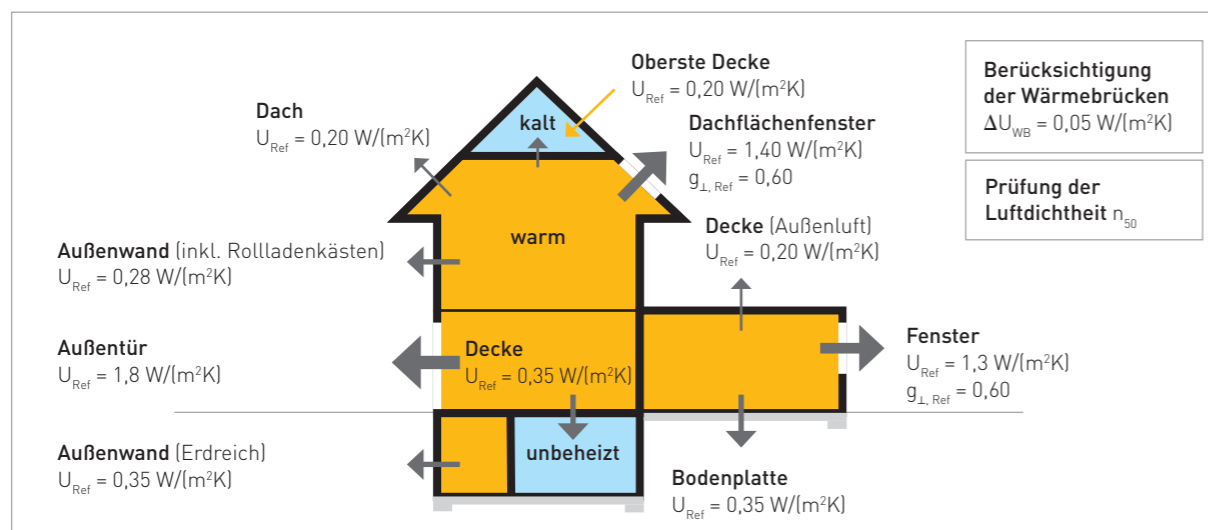 Oberste Decke
U_Ref = 0,20 W/(m²K)
Dach
U_Ref = 0,20 W/(m²K)
kalt
Dachflächenfenster
U_Ref = 1,40 W/(m²K)
g_⊥, Ref = 0,60
Berücksichtigung
der Wärmebrücken
ΔU_WB = 0,05 W/(m²K)
Prüfung der
Luftdichtheit n_50
warm
Decke (Außenluft)
U_Ref = 0,20 W/(m²K)
Außenwand (inkl. Rollladenkästen)
U_Ref = 0,28 W/(m²K)
Außentür
U_Ref = 1,8 W/(m²K)
Decke
U_Ref = 0,35 W/(m²K)
Fenster
U_Ref = 1,3 W/(m²K)
g_⊥, Ref = 0,60
Außenwand (Erdreich)
U_Ref = 0,35 W/(m²K)
unbeheizt
Bodenplatte
U_Ref = 0,35 W/(m²K)